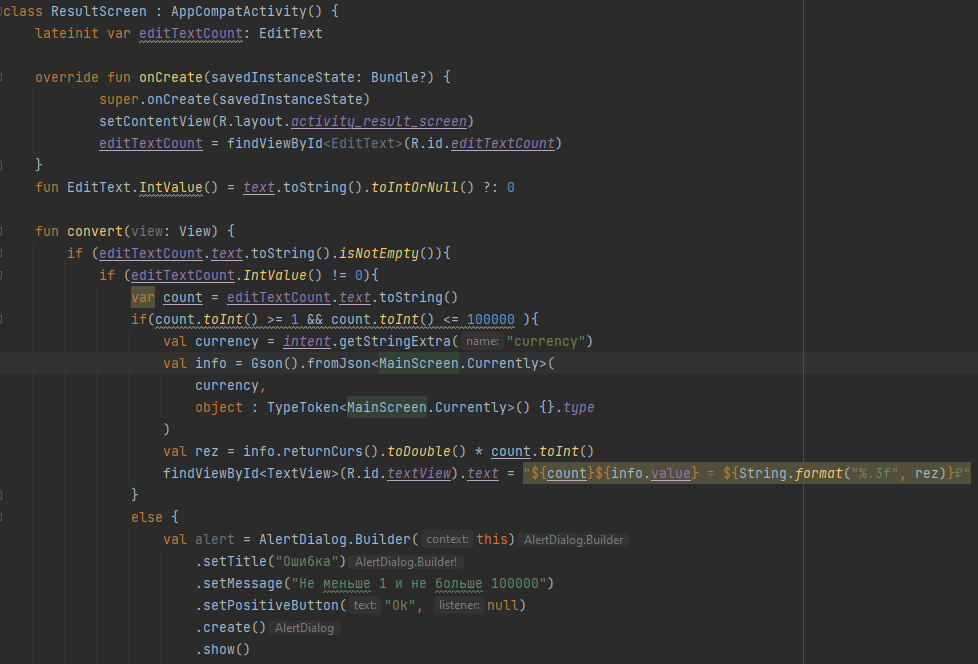 class ResultScreen : AppCompatActivity() {
lateinit var editTextCount: EditText
override fun onCreate(savedInstanceState: Bundle?) {
super.onCreate(savedInstanceState)
setContentView(R.layout.activity_result_screen)
editTextCount = findViewById<EditText>(R.id.editTextCount)
}
fun EditText.IntValue() = text.toString().toIntOrNull() ?: 0
fun convert(view: View) {
if (editTextCount.text.toString().isNotEmpty()){
if (editTextCount.IntValue() != 0){
var count = editTextCount.text.toString()
if(count.toInt() >= 1 && count.toInt() <= 100000 ){
val currency = intent.getStringExtra( name: "currency")
val info = Gson().fromJson<MainScreen.Currently>(
currency,
object : TypeToken<MainScreen.Currently>() {}.type
)
val rez = info.returnCurs().toDouble() * count.toInt()
findViewById<TextView>(R.id.textView).text = "${count}${info.value} = ${String.format("%.3f", rez)}₽"
}
else {
val alert = AlertDialog.Builder( context: this) AlertDialog.Builder
.setTitle("Ошибка") AlertDialog.Builder!
.setMessage("Не меньше 1 и не больше 100000")
.setPositiveButton( text: "Ok", listener: null)
.create() AlertDialog
.show()